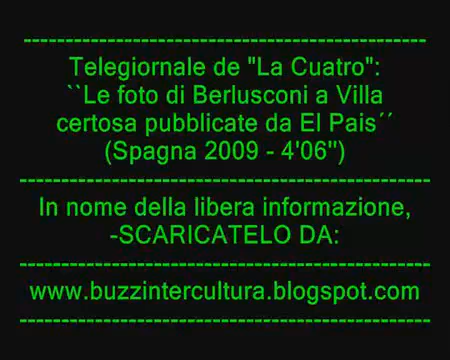 ------------------------------------------------
Telegiornale de "La Cuatro":
``Le foto di Berlusconi a Villa
certosa pubblicate da El Pais´´
(Spagna 2009 - 4'06'')
-------------------------------------------------
In nome della libera informazione,
-SCARICATELO DA:
-------------------------------------------------
www.buzzintercultura.blogspot.com
-------------------------------------------------